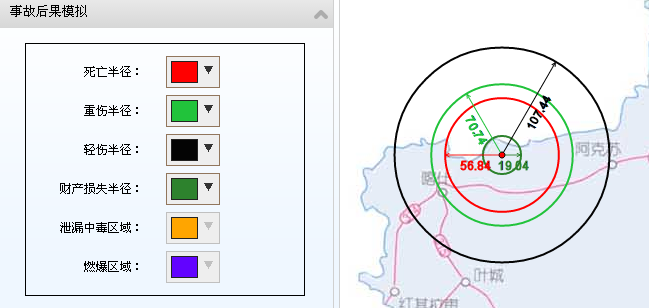 事故后果模拟
死亡半径：
重伤半径：
轻伤半径：
财产损失半径：
泄漏中毒区域：
燃爆区域：
107.44
70.74
56.84
19.04
阿克苏
喀什
叶城
红其拉甫